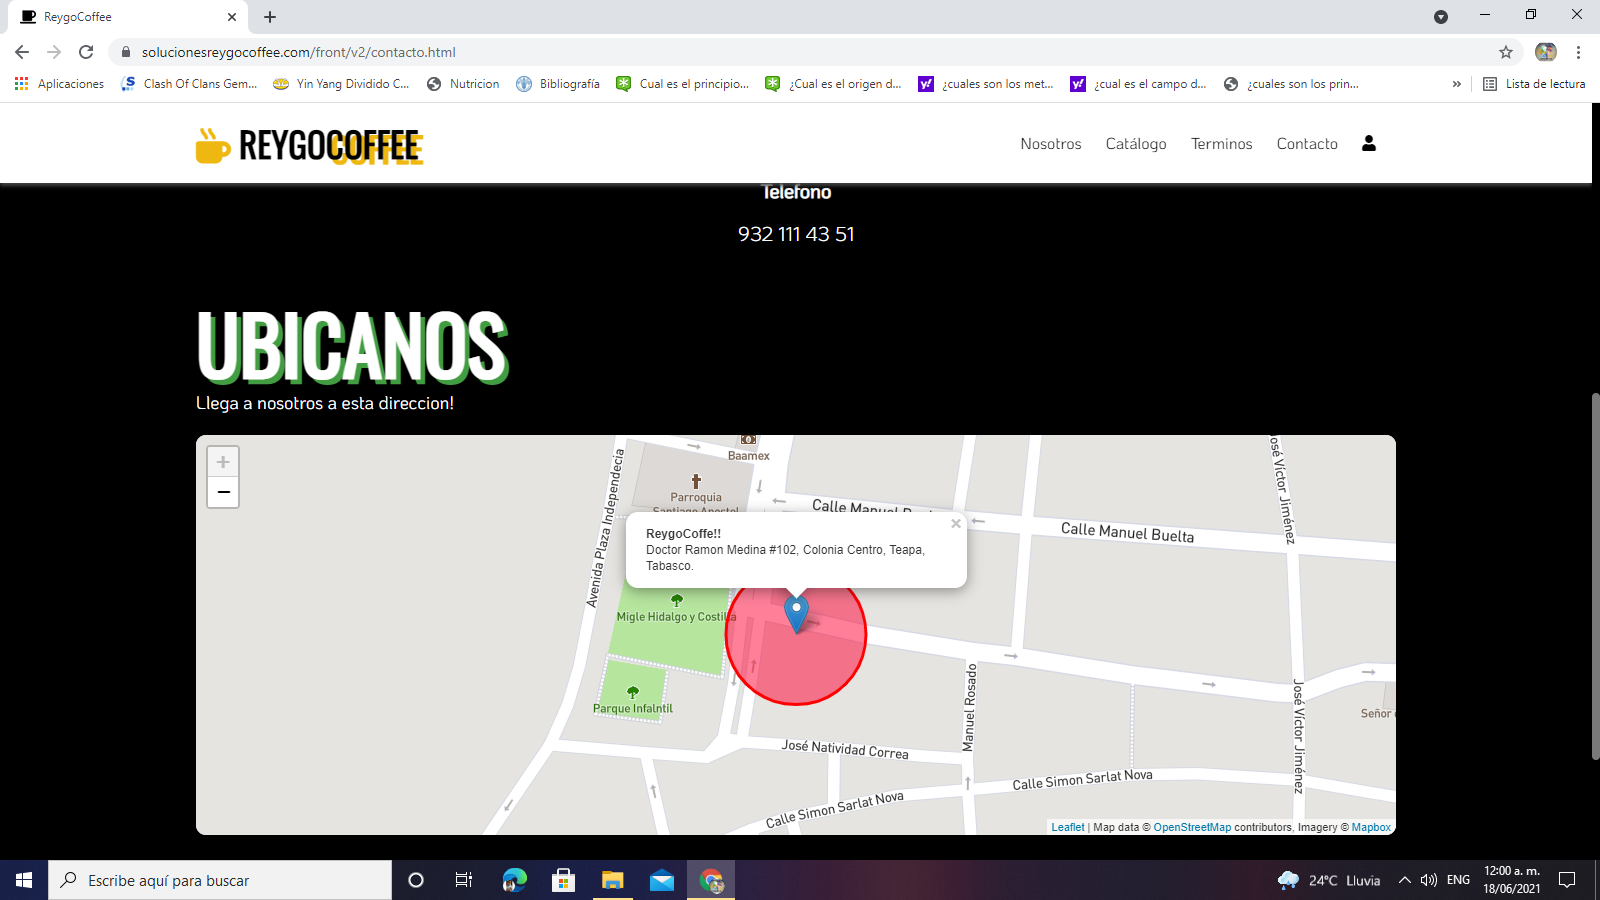 ReygoCoffee
solucionesreygocoffee.com/front/v2/contacto.html
Aplicaciones
Clash Of Clans Gem...
Yin Yang Dividido C...
Nutricion
Bibliografía
Cual es el principio...
¿Cual es el origen d...
¿cuales son los met...
¿cual es el campo d...
¿cuales son los prin...
»
Lista de lectura
REYGOCOFFEE
Nosotros
Catálogo
Terminos
Contacto
Telefono
932 111 43 51
UBICANOS
Llega a nosotros a esta direccion!
+
−
Baamex
Parroquia
Santiago Apostol
Avenida Plaza Independecia
Calle Manuel Buelta
Calle Manuel Buelta
José Víctor Jiménez
ReygoCoffe!!
Doctor Ramon Medina #102, Colonia Centro, Teapa,
Tabasco.
×
Migle Hidalgo y Costilla
Parque Infalntil
Manuel Rosado
José Víctor Jiménez
Señor
José Natividad Correa
Calle Simon Sarlat Nova
Calle Simon Sarlat Nova
Leaflet | Map data © OpenStreetMap contributors, Imagery © Mapbox
Escribe aquí para buscar
24°C Lluvia
ENG
12:00 a. m.
18/06/2021